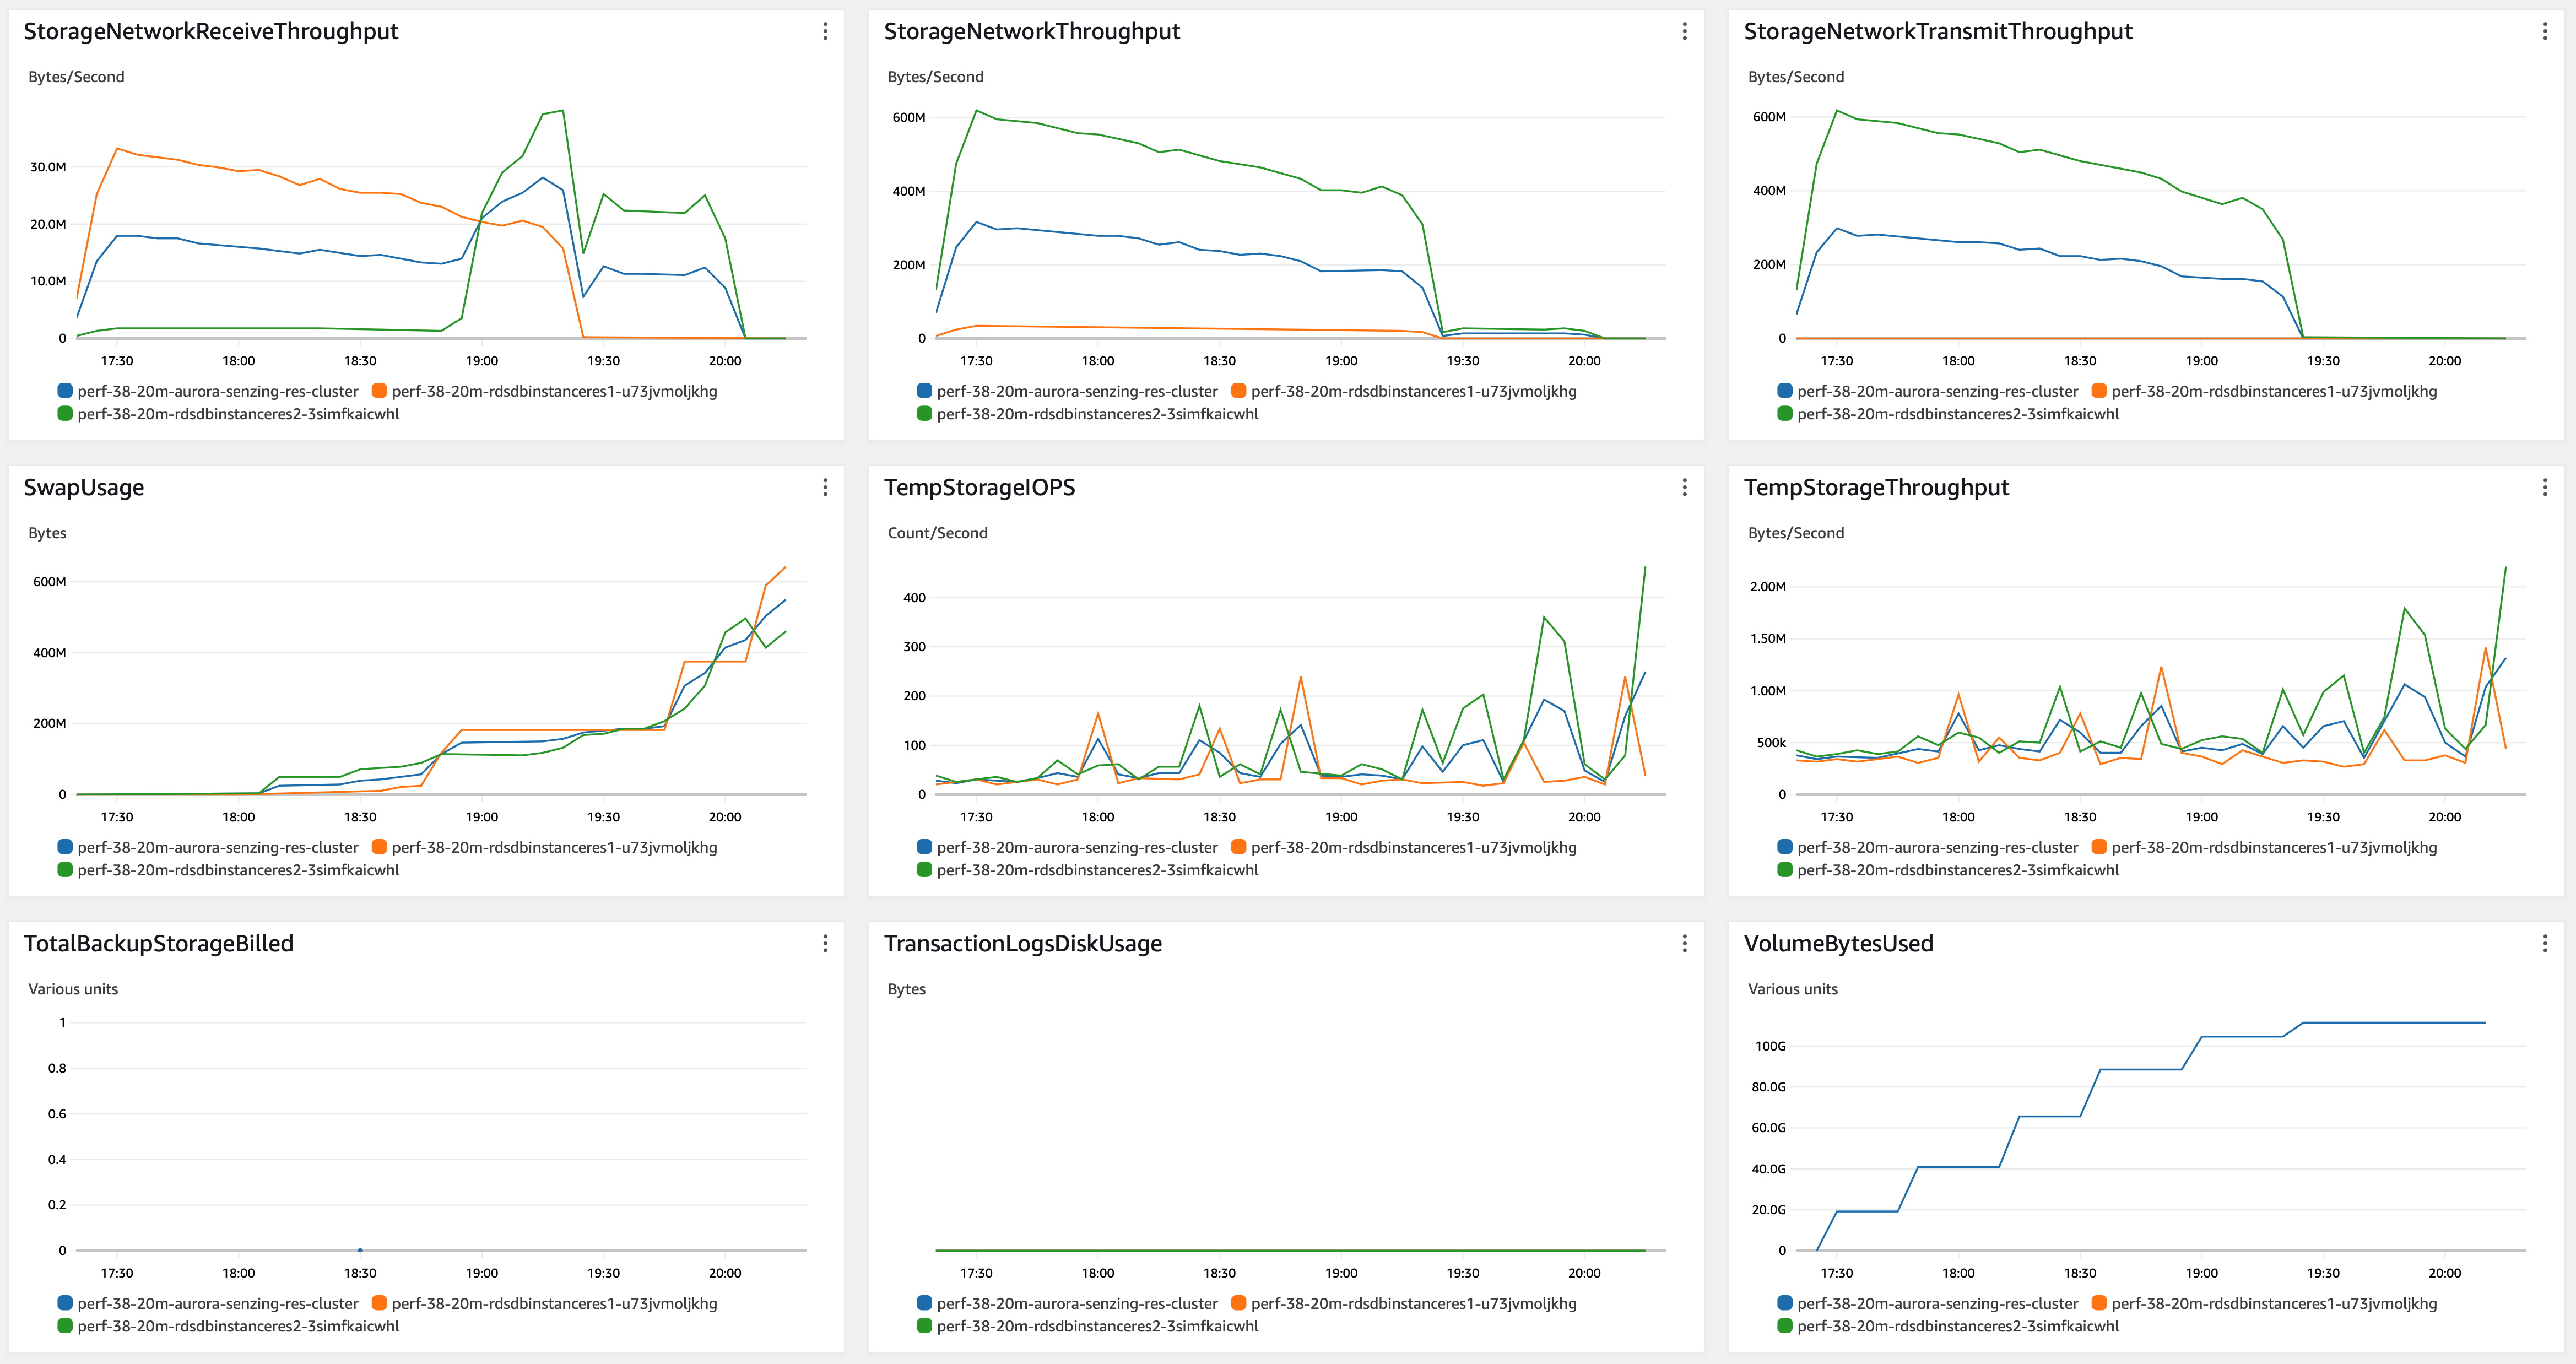 StorageNetworkReceiveThroughput
Bytes/Second
30.0M
20.0M
10.0M
0
17:30 18:00 18:30 19:00 19:30 20:00
perf-38-20m-aurora-senzing-res-cluster perf-38-20m-rdsdbinstanceres1-u73jvmoljkhg
perf-38-20m-rdsdbinstanceres2-3simfkaicwhl
StorageNetworkThroughput
Bytes/Second
600M
400M
200M
0
17:30 18:00 18:30 19:00 19:30 20:00
perf-38-20m-aurora-senzing-res-cluster perf-38-20m-rdsdbinstanceres1-u73jvmoljkhg
perf-38-20m-rdsdbinstanceres2-3simfkaicwhl
StorageNetworkTransmitThroughput
Bytes/Second
600M
400M
200M
0
17:30 18:00 18:30 19:00 19:30 20:00
perf-38-20m-aurora-senzing-res-cluster perf-38-20m-rdsdbinstanceres1-u73jvmoljkhg
perf-38-20m-rdsdbinstanceres2-3simfkaicwhl
SwapUsage
Bytes
600M
400M
200M
0
17:30 18:00 18:30 19:00 19:30 20:00
perf-38-20m-aurora-senzing-res-cluster perf-38-20m-rdsdbinstanceres1-u73jvmoljkhg
perf-38-20m-rdsdbinstanceres2-3simfkaicwhl
TempStorageIOPS
Count/Second
400
300
200
100
0
17:30 18:00 18:30 19:00 19:30 20:00
perf-38-20m-aurora-senzing-res-cluster perf-38-20m-rdsdbinstanceres1-u73jvmoljkhg
perf-38-20m-rdsdbinstanceres2-3simfkaicwhl
TempStorageThroughput
Bytes/Second
2.00M
1.50M
1.00M
500k
0
17:30 18:00 18:30 19:00 19:30 20:00
perf-38-20m-aurora-senzing-res-cluster perf-38-20m-rdsdbinstanceres1-u73jvmoljkhg
perf-38-20m-rdsdbinstanceres2-3simfkaicwhl
TotalBackupStorageBilled
Various units
1
0.8
0.6
0.4
0.2
0
17:30 18:00 18:30 19:00 19:30 20:00
perf-38-20m-aurora-senzing-res-cluster perf-38-20m-rdsdbinstanceres1-u73jvmoljkhg
perf-38-20m-rdsdbinstanceres2-3simfkaicwhl
TransactionLogsDiskUsage
Bytes
17:30 18:00 18:30 19:00 19:30 20:00
perf-38-20m-aurora-senzing-res-cluster perf-38-20m-rdsdbinstanceres1-u73jvmoljkhg
perf-38-20m-rdsdbinstanceres2-3simfkaicwhl
VolumeBytesUsed
Various units
100G
80.0G
60.0G
40.0G
20.0G
0
17:30 18:00 18:30 19:00 19:30 20:00
perf-38-20m-aurora-senzing-res-cluster perf-38-20m-rdsdbinstanceres1-u73jvmoljkhg
perf-38-20m-rdsdbinstanceres2-3simfkaicwhl